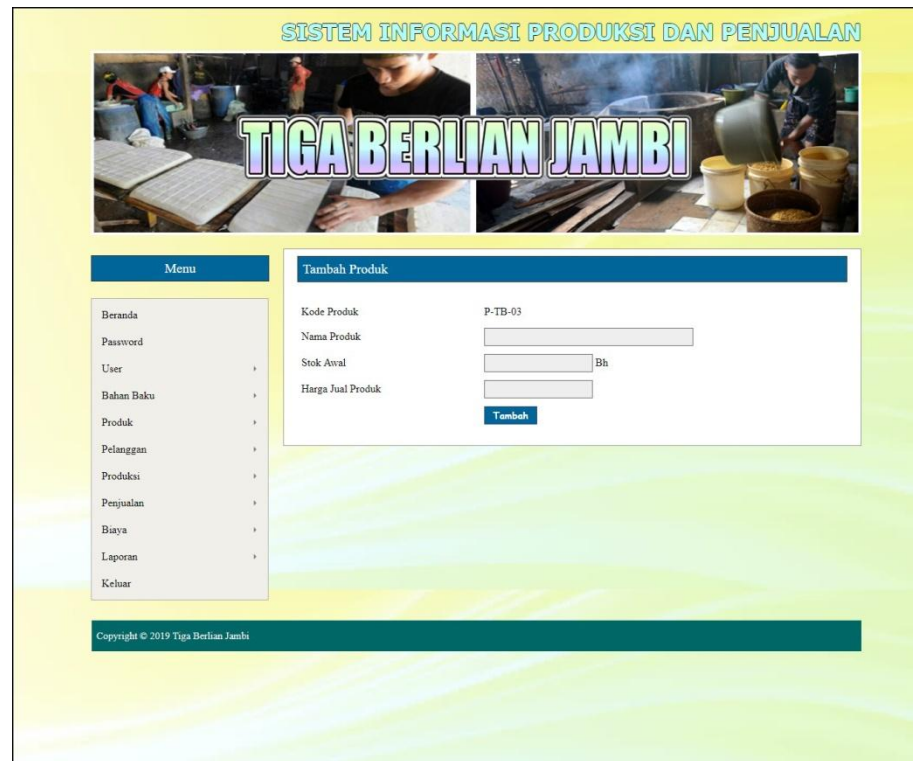 SISTEM INFORMASI PRODUKSI DAN PENJUALAN
TIGA BERLIAN JAMBI
Menu
Beranda
Password
User
Bahan Baku
Produk
Pelanggan
Produksi
Penjualan
Biaya
Laporan
Keluar
Tambah Produk
Kode Produk P-TB-03
Nama Produk
Stok Awal Bh
Harga Jual Produk
Tambah
Copyright © 2019 Tiga Berlian Jambi